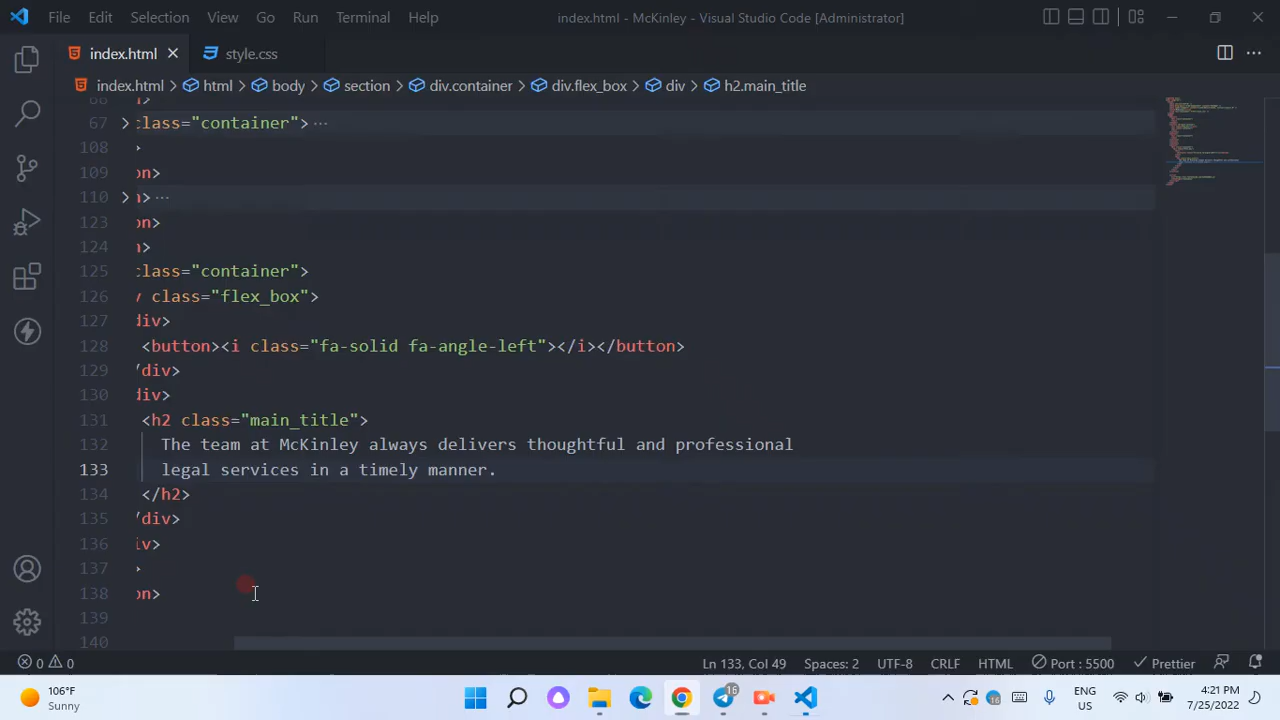 File Edit Selection View Go Run Terminal Help index.html - McKinley - Visual Studio Code [Administrator]
index.html style.css
index.html > html > body > section > div.container > div.flex_box > div > h2.main_title
67 class="container">
108 >
109 on>
110 >
123 on>
124 >
125 class="container">
126 class="flex_box">
127 div>
128 <button><i class="fa-solid fa-angle-left"></i></button>
129 /div>
130 div>
131 <h2 class="main_title">
132 The team at McKinley always delivers thoughtful and professional
133 legal services in a timely manner.
134 </h2>
135 /div>
136 iv>
137 >
138 on>
139
140
0 0 Ln 133, Col 49 Spaces: 2 UTF-8 CRLF HTML Port : 5500 Prettier
106°F
Sunny
16
16
ENG
US
4:21 PM
7/25/2022